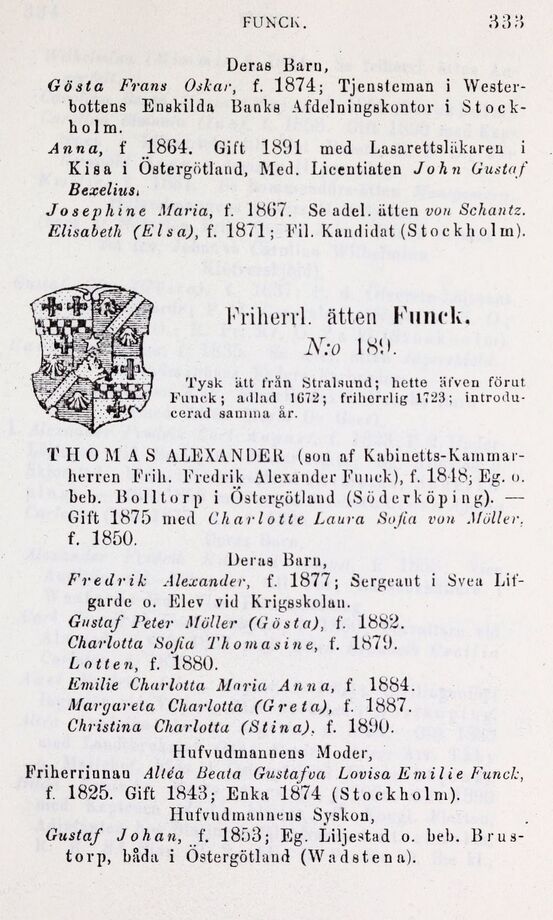 FUNCK. 333
Deras Barn,
Gösta Frans Oskar, f. 1874; Tjensteman i Wester-
bottens Enskilda Banks Afdelningskontor i Stock-
holm.
Anna, f 1864. Gift 1891 med Lasarettsläkaren i
Kisa i Östergötland, Med. Licentiaten John Gustaf
Bexelius.
Josephine Maria, f. 1867. Se adel. ätten von Schantz.
Elisabeth (Elsa), f. 1871; Fil. Kandidat (Stockholm).
Friherrl. ätten Funck.
N:o 189.
Tysk ätt från Stralsund; hette äfven förut
Funck; adlad 1672; friherrlig 1723; introdu-
cerad samma år.
THOMAS ALEXANDER (son af Kabinetts-Kammar-
herren Frih. Fredrik Alexander Funck), f. 1848; Eg. o.
beb. Bolltorp i Östergötland (Söderköping). —
Gift 1875 med Charlotte Laura Sofia von Möller,
f. 1850.
Deras Barn,
Fredrik Alexander, f. 1877; Sergeant i Svea Lif-
garde o. Elev vid Krigsskolan.
Gustaf Peter Möller (Gösta), f. 1882.
Charlotta Sofia Thomasine, f. 1879.
Lotten, f. 1880.
Emilie Charlotta Maria Anna, f 1884.
Margareta Charlotta (Greta), f. 1887.
Christina Charlotta (Stina), f. 1890.
Hufvudmannens Moder,
Friherrinnan Altéa Beata Gustafva Lovisa Emilie Funck,
f. 1825. Gift 1843; Enka 1874 (Stockholm).
Hufvudmannens Syskon,
Gustaf Johan, f. 1853; Eg. Liljestad o. beb. Brus-
torp, båda i Östergötland (Wadstena).